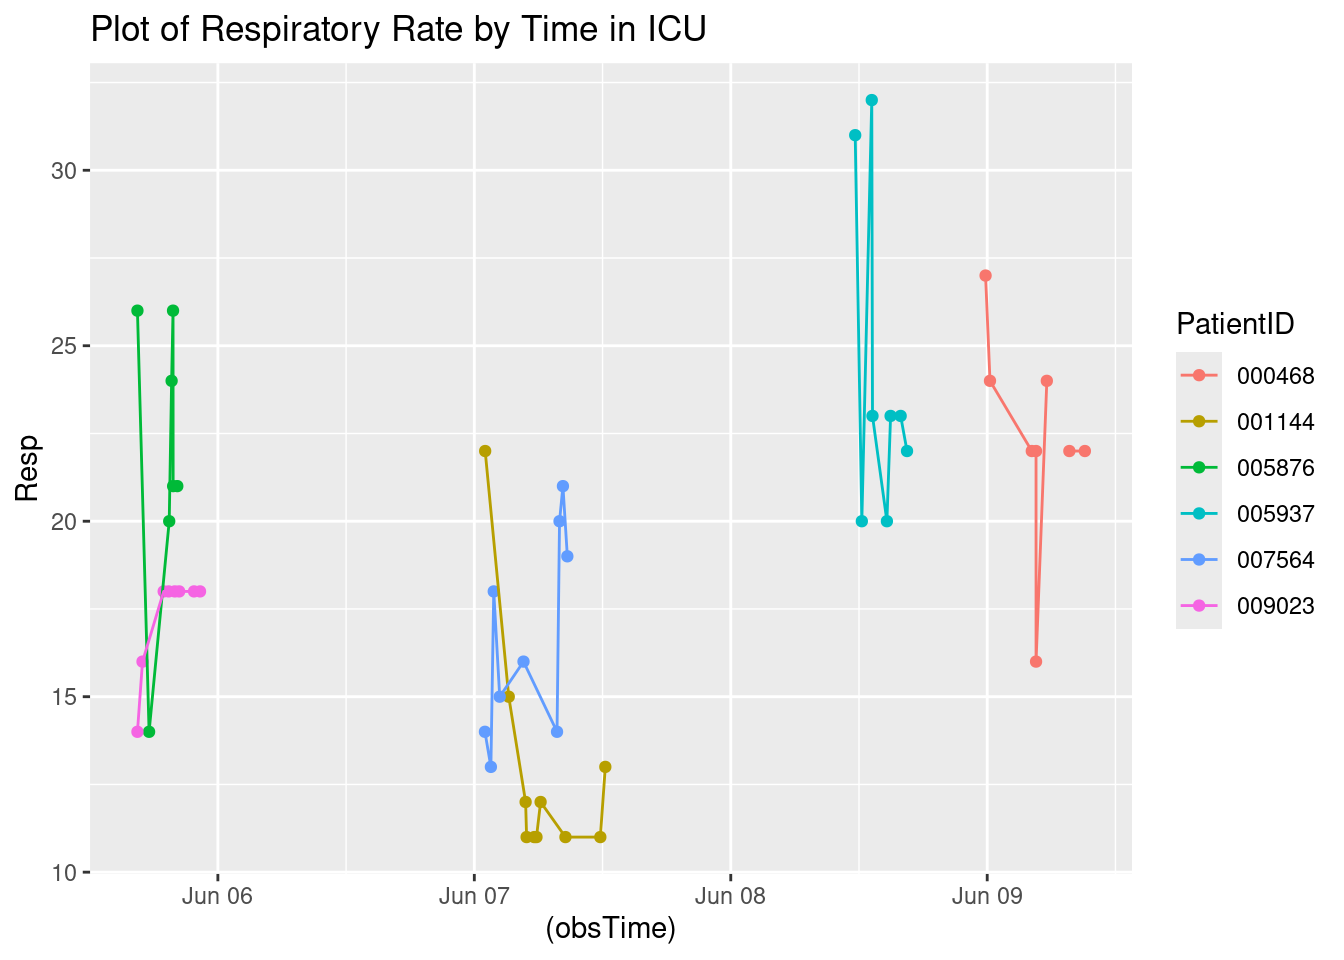 Plot of Respiratory Rate by Time in ICU
Resp
30
25
20
15
10
Jun 06 Jun 07 Jun 08 Jun 09
(obsTime)
PatientID
000468
001144
005876
005937
007564
009023